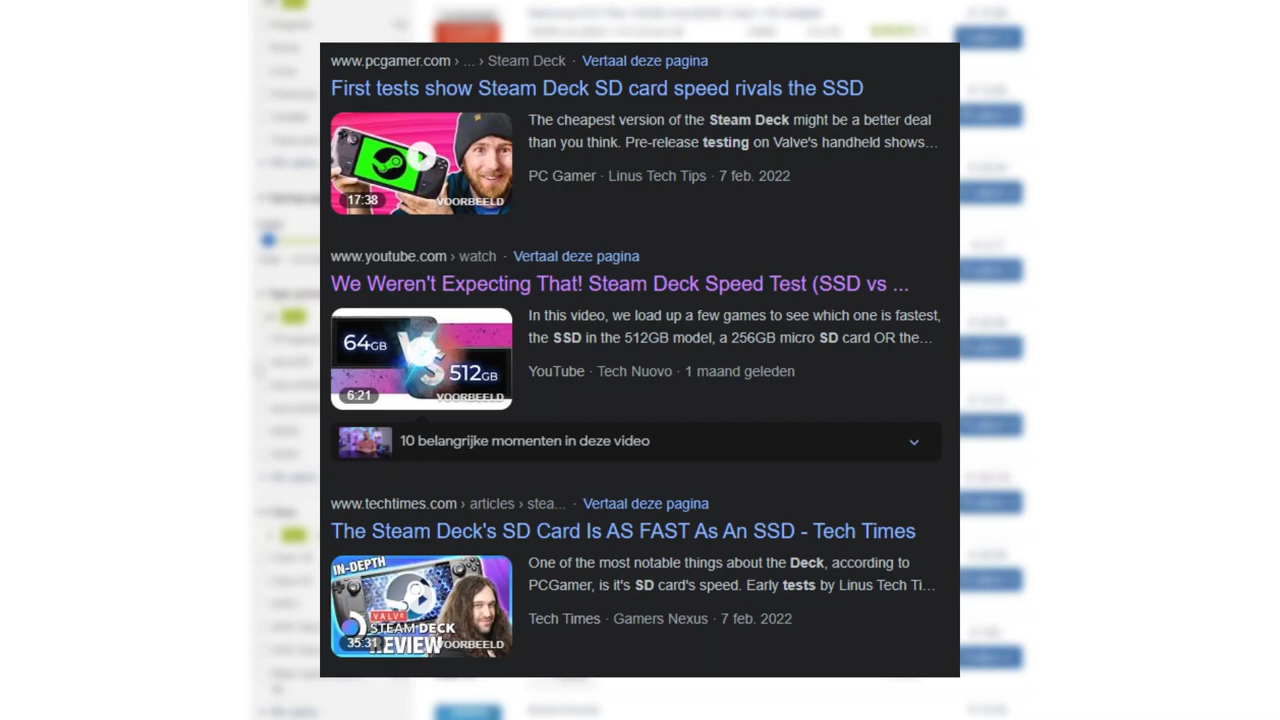 www.pcgamer.com › ... › Steam Deck · Vertaal deze pagina
First tests show Steam Deck SD card speed rivals the SSD
The cheapest version of the Steam Deck might be a better deal
than you think. Pre-release testing on Valve's handheld shows...
PC Gamer · Linus Tech Tips · 7 feb. 2022
17:38
VOORBEELD
www.youtube.com › watch · Vertaal deze pagina
We Weren't Expecting That! Steam Deck Speed Test (SSD vs ...
In this video, we load up a few games to see which one is fastest,
the SSD in the 512GB model, a 256GB micro SD card OR the...
YouTube · Tech Nuovo · 1 maand geleden
64GB
VS
512GB
6:21
VOORBEELD
10 belangrijke momenten in deze video
www.techtimes.com › articles › stea... · Vertaal deze pagina
The Steam Deck's SD Card Is AS FAST As An SSD - Tech Times
One of the most notable things about the Deck, according to
PCGamer, is it's SD card's speed. Early tests by Linus Tech Ti...
Tech Times · Gamers Nexus · 7 feb. 2022
IN-DEPTH
VALVE
STEAM DECK
REVIEW
35:31
VOORBEELD